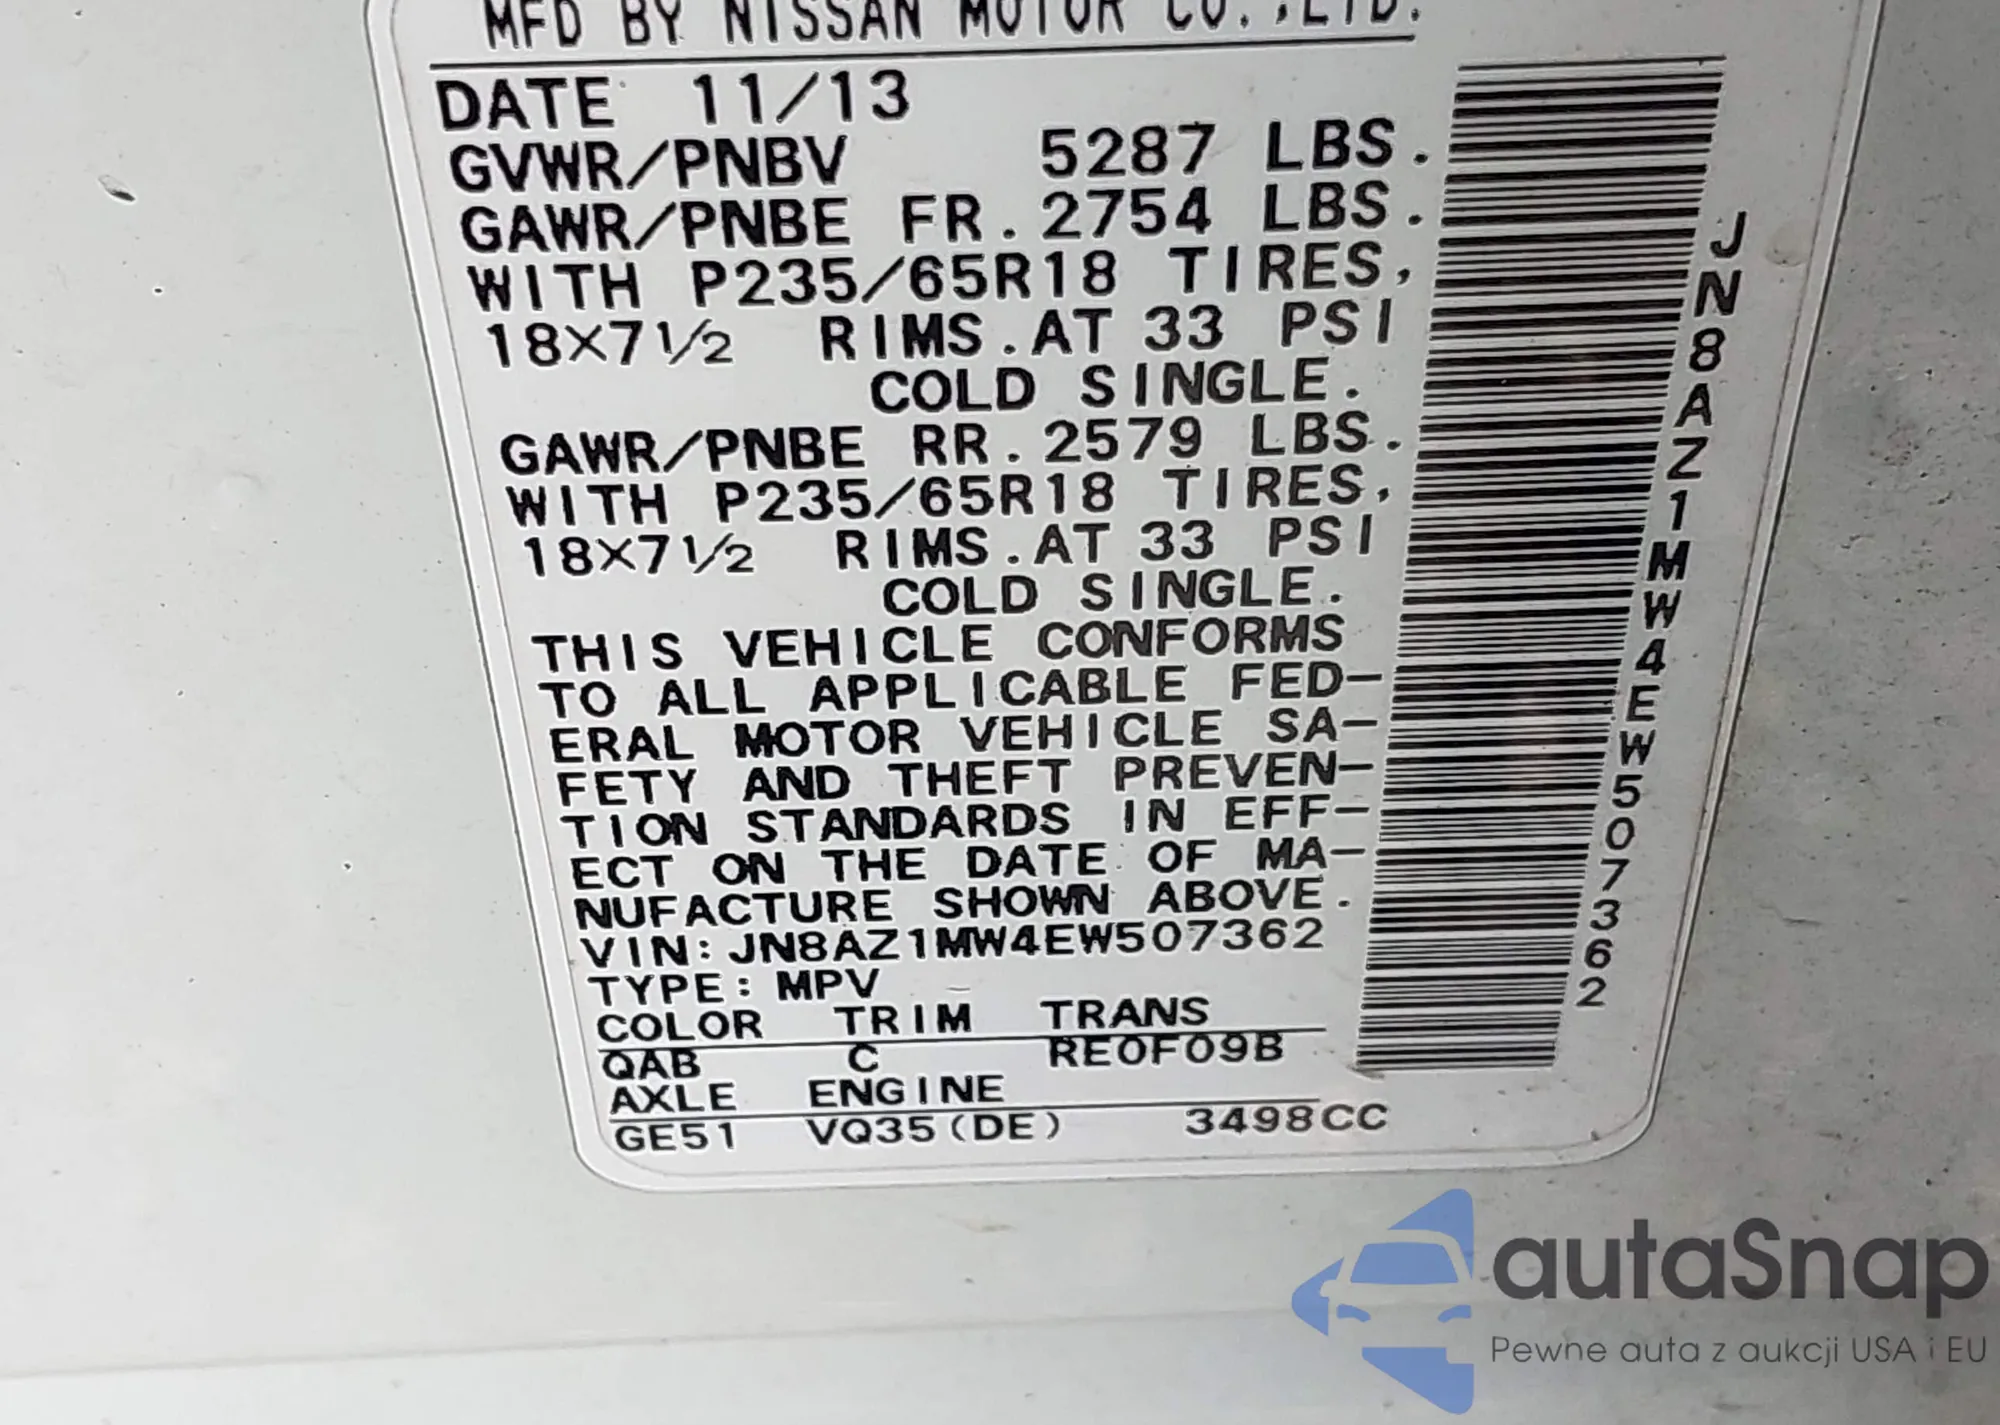 MFD BY NISSAN MOTOR CO.,LTD.
DATE 11/13
GVWR/PNBV 5287 LBS.
GAWR/PNBE FR.2754 LBS.
WITH P235/65R18 TIRES,
18×7½ RIMS.AT 33 PSI
COLD SINGLE.
GAWR/PNBE RR.2579 LBS.
WITH P235/65R18 TIRES,
18×7½ RIMS.AT 33 PSI
COLD SINGLE.
THIS VEHICLE CONFORMS
TO ALL APPLICABLE FED-
ERAL MOTOR VEHICLE SA-
FETY AND THEFT PREVEN-
TION STANDARDS IN EFF-
ECT ON THE DATE OF MA-
NUFACTURE SHOWN ABOVE.
VIN:JN8AZ1MW4EW507362
TYPE:MPV
COLOR TRIM TRANS
QAB C RE0F09B
AXLE ENGINE
GE51 VQ35(DE) 3498CC
JN8AZ1MW4EW507362
autaSnap
Pewne auta z aukcji USA i EU